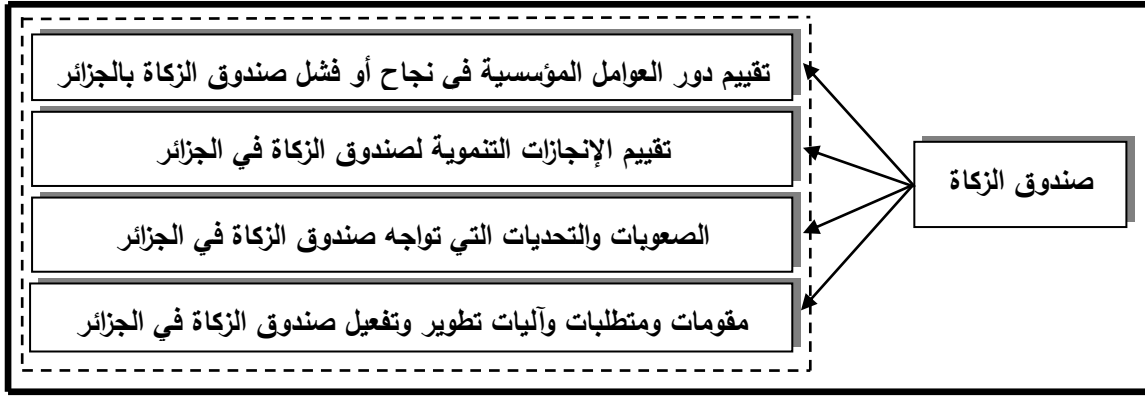 صندوق الزكاة
تقييم دور العوامل المؤسسية فى نجاح أو فشل صندوق الزكاة بالجزائر
تقييم الإنجازات التنموية لصندوق الزكاة في الجزائر
الصعوبات والتحديات التي تواجه صندوق الزكاة في الجزائر
مقومات ومتطلبات وآليات تطوير وتفعيل صندوق الزكاة في الجزائر